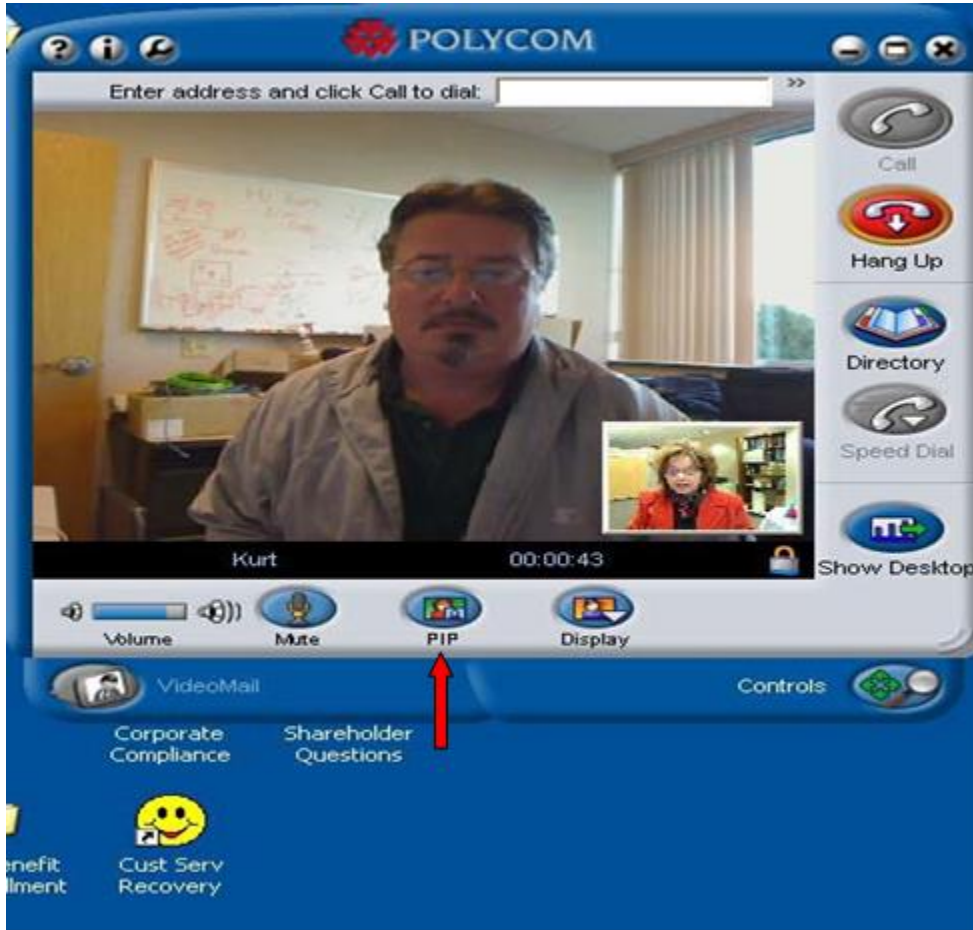 POLYCOM
Enter address and click Call to dial:
Call
Hang Up
Directory
Speed Dial
Kurt 00:00:43
Show Desktop
Volume Mute PIP Display
VideoMail Controls
Corporate Compliance
Shareholder Questions
enefit
llment
Cust Serv
Recovery